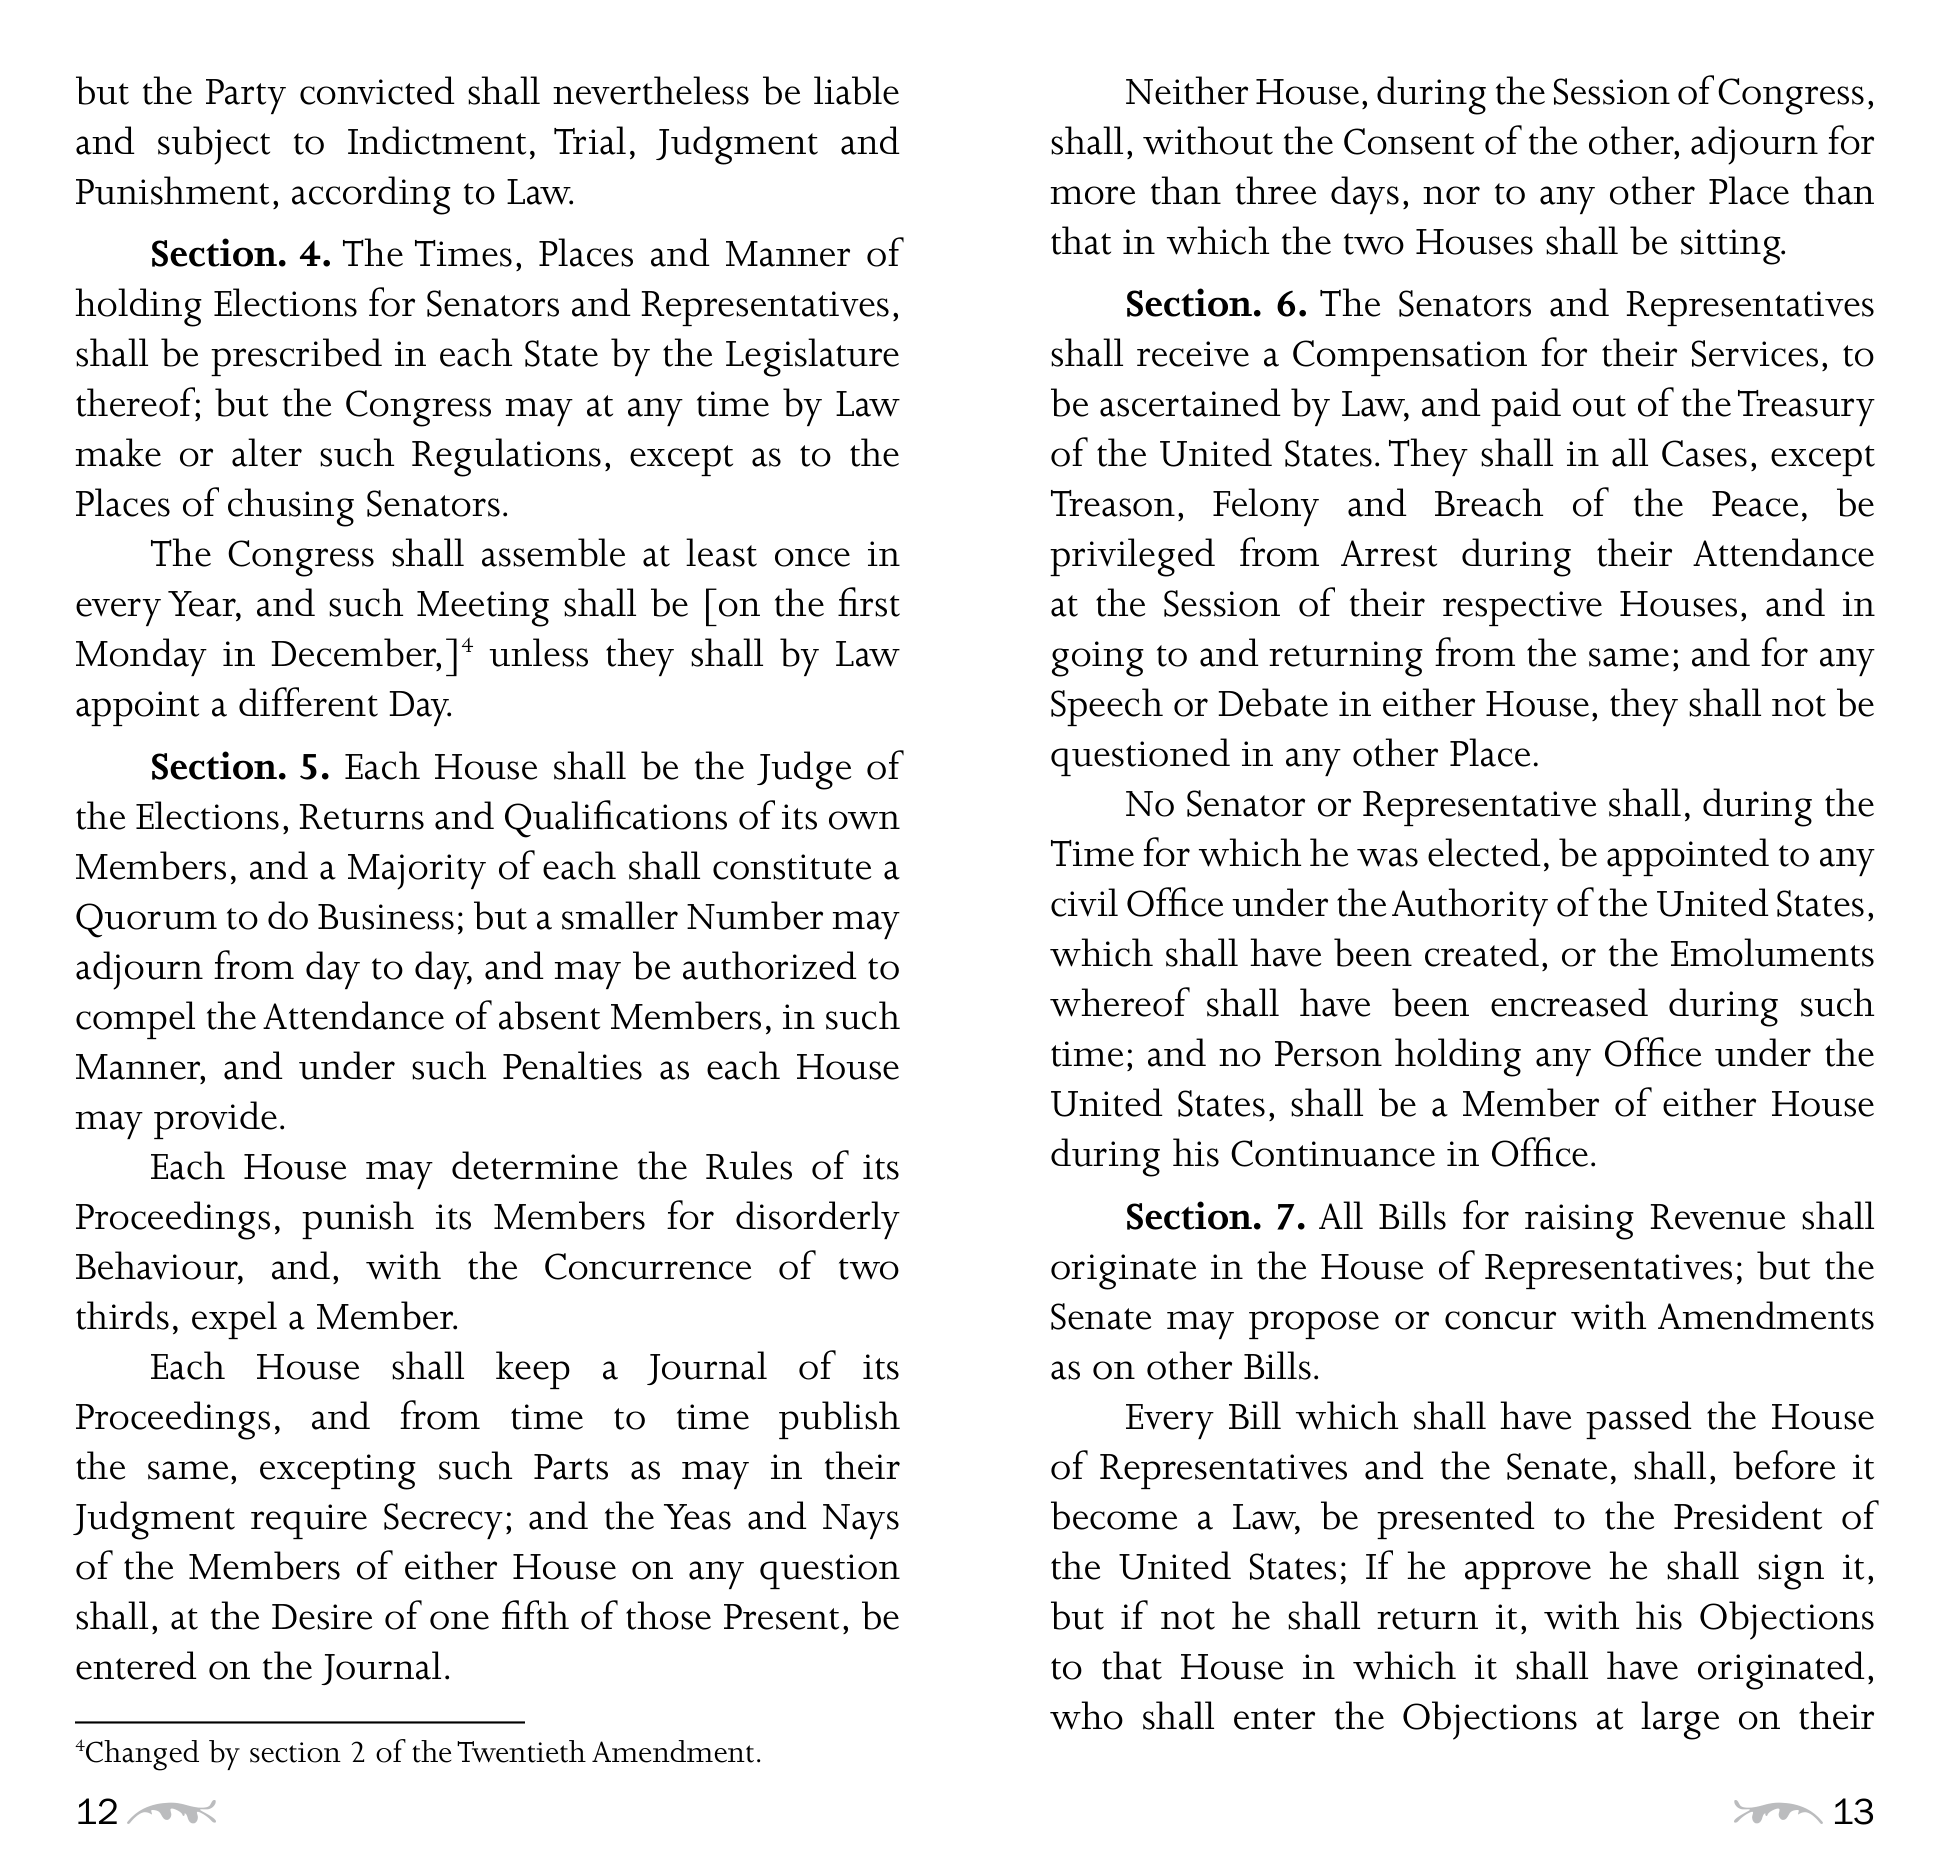 but the Party convicted shall nevertheless be liable
and subject to Indictment, Trial, Judgment and
Punishment, according to Law.
Section. 4. The Times, Places and Manner of
holding Elections for Senators and Representatives,
shall be prescribed in each State by the Legislature
thereof; but the Congress may at any time by Law
make or alter such Regulations, except as to the
Places of chusing Senators.
The Congress shall assemble at least once in
every Year, and such Meeting shall be [on the first
Monday in December,]⁴ unless they shall by Law
appoint a different Day.
Section. 5. Each House shall be the Judge of
the Elections, Returns and Qualifications of its own
Members, and a Majority of each shall constitute a
Quorum to do Business; but a smaller Number may
adjourn from day to day, and may be authorized to
compel the Attendance of absent Members, in such
Manner, and under such Penalties as each House
may provide.
Each House may determine the Rules of its
Proceedings, punish its Members for disorderly
Behaviour, and, with the Concurrence of two
thirds, expel a Member.
Each House shall keep a Journal of its
Proceedings, and from time to time publish
the same, excepting such Parts as may in their
Judgment require Secrecy; and the Yeas and Nays
of the Members of either House on any question
shall, at the Desire of one fifth of those Present, be
entered on the Journal.
⁴Changed by section 2 of the Twentieth Amendment.
12
Neither House, during the Session of Congress,
shall, without the Consent of the other, adjourn for
more than three days, nor to any other Place than
that in which the two Houses shall be sitting.
Section. 6. The Senators and Representatives
shall receive a Compensation for their Services, to
be ascertained by Law, and paid out of the Treasury
of the United States. They shall in all Cases, except
Treason, Felony and Breach of the Peace, be
privileged from Arrest during their Attendance
at the Session of their respective Houses, and in
going to and returning from the same; and for any
Speech or Debate in either House, they shall not be
questioned in any other Place.
No Senator or Representative shall, during the
Time for which he was elected, be appointed to any
civil Office under the Authority of the United States,
which shall have been created, or the Emoluments
whereof shall have been encreased during such
time; and no Person holding any Office under the
United States, shall be a Member of either House
during his Continuance in Office.
Section. 7. All Bills for raising Revenue shall
originate in the House of Representatives; but the
Senate may propose or concur with Amendments
as on other Bills.
Every Bill which shall have passed the House
of Representatives and the Senate, shall, before it
become a Law, be presented to the President of
the United States; If he approve he shall sign it,
but if not he shall return it, with his Objections
to that House in which it shall have originated,
who shall enter the Objections at large on their
13